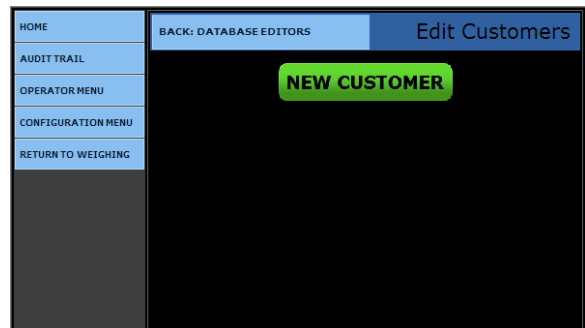 HOME
AUDIT TRAIL
OPERATOR MENU
CONFIGURATION MENU
RETURN TO WEIGHING
BACK: DATABASE EDITORS
Edit Customers
NEW CUSTOMER